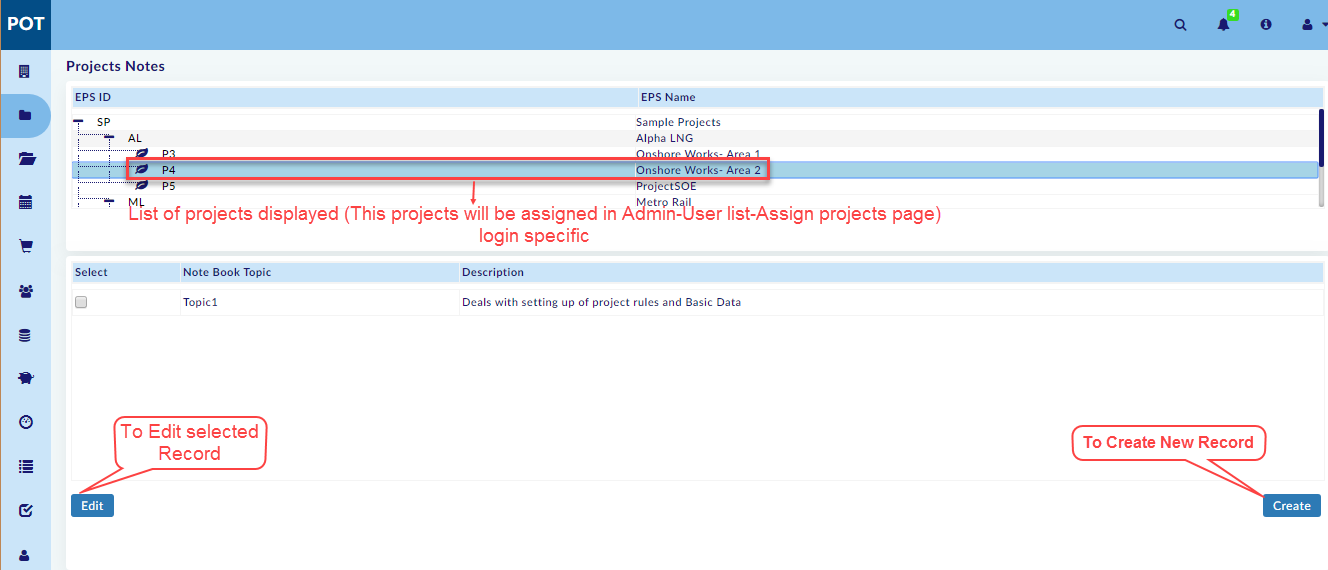 POT
4
Projects Notes
EPS ID EPS Name
SP Sample Projects
AL Alpha LNG
P3 Onshore Works- Area 1
P4 Onshore Works- Area 2
P5 ProjectSOE
ML Metro Rail
List of projects displayed (This projects will be assigned in Admin-User list-Assign projects page)
login specific
Select Note Book Topic Description
Topic1 Deals with setting up of project rules and Basic Data
To Edit selected
Record
To Create New Record
Edit Create